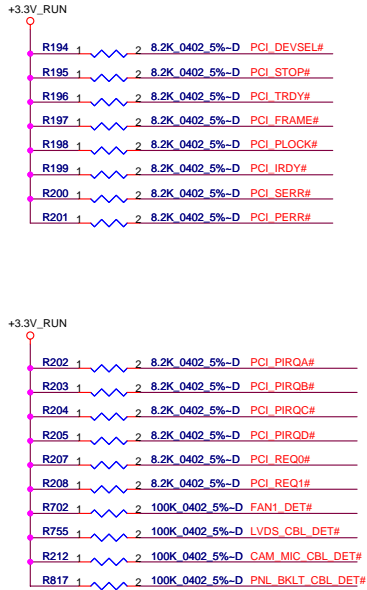 +3.3V_RUN
R194 1 2 8.2K_0402_5%~D PCI_DEVSEL#
R195 1 2 8.2K_0402_5%~D PCI_STOP#
R196 1 2 8.2K_0402_5%~D PCI_TRDY#
R197 1 2 8.2K_0402_5%~D PCI_FRAME#
R198 1 2 8.2K_0402_5%~D PCI_PLOCK#
R199 1 2 8.2K_0402_5%~D PCI_IRDY#
R200 1 2 8.2K_0402_5%~D PCI_SERR#
R201 1 2 8.2K_0402_5%~D PCI_PERR#
+3.3V_RUN
R202 1 2 8.2K_0402_5%~D PCI_PIRQA#
R203 1 2 8.2K_0402_5%~D PCI_PIRQB#
R204 1 2 8.2K_0402_5%~D PCI_PIRQC#
R205 1 2 8.2K_0402_5%~D PCI_PIRQD#
R207 1 2 8.2K_0402_5%~D PCI_REQ0#
R208 1 2 8.2K_0402_5%~D PCI_REQ1#
R702 1 2 100K_0402_5%~D FAN1_DET#
R755 1 2 100K_0402_5%~D LVDS_CBL_DET#
R212 1 2 100K_0402_5%~D CAM_MIC_CBL_DET#
R817 1 2 100K_0402_5%~D PNL_BKLT_CBL_DET#